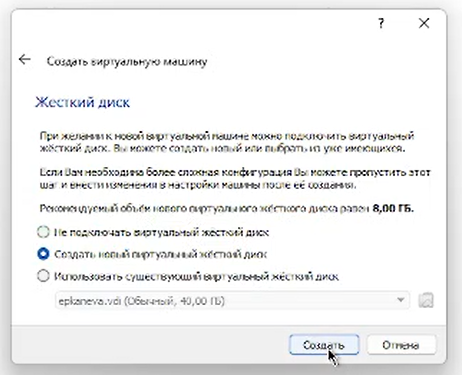 ?
Создать виртуальную машину
Жесткий диск
При желании к новой виртуальной машине можно подключить виртуальный
жёсткий диск. Вы можете создать новый или выбрать из уже имеющихся.
Если Вам необходима более сложная конфигурация Вы можете пропустить этот
шаг и внести изменения в настройки машины после её создания.
Рекомендуемый объём нового виртуального жёсткого диска равен 8,00 ГБ.
Не подключать виртуальный жесткий диск
Создать новый виртуальный жёсткий диск
Использовать существующий виртуальный жёсткий диск
epkaneva.vdi (Обычный, 40,00 ГБ)
Создать
Отмена